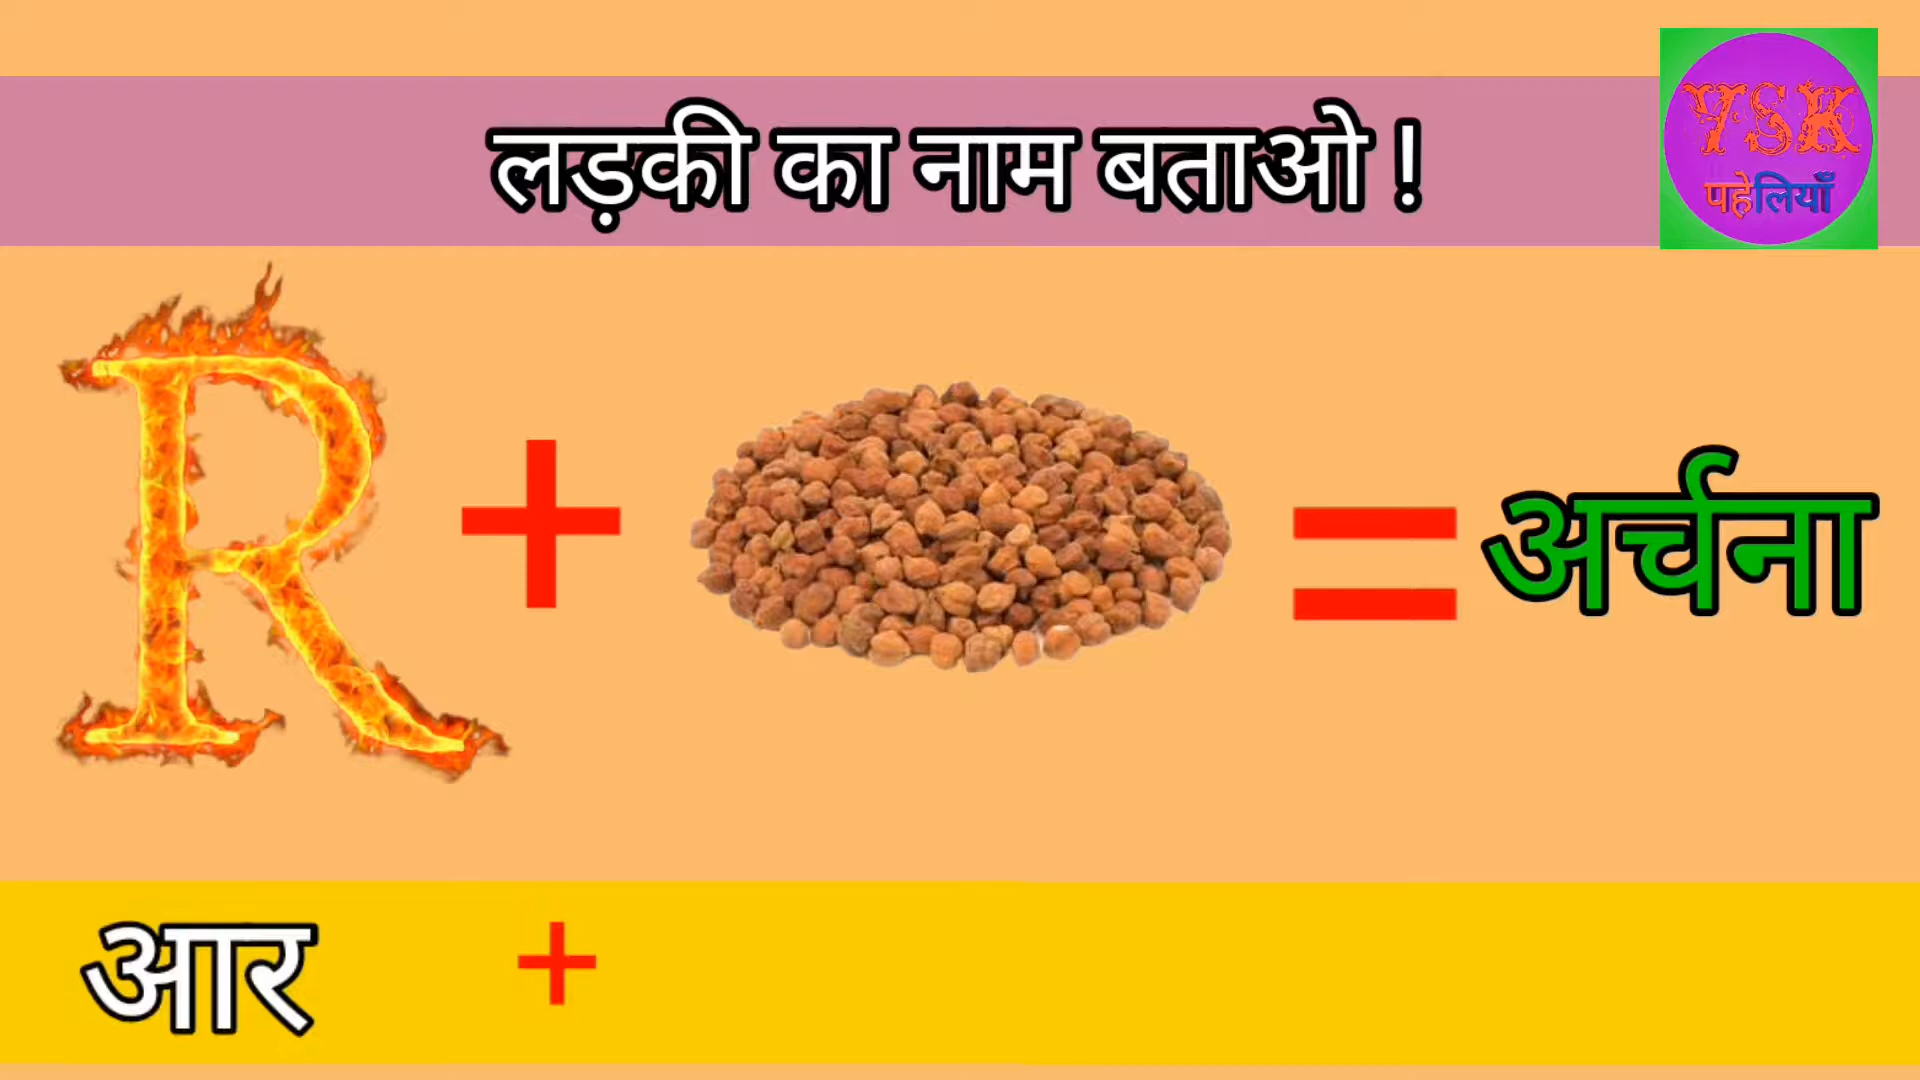 लड़की का नाम बताओ !
YSK
पहेलियाँ
R + = अर्चना
आर +